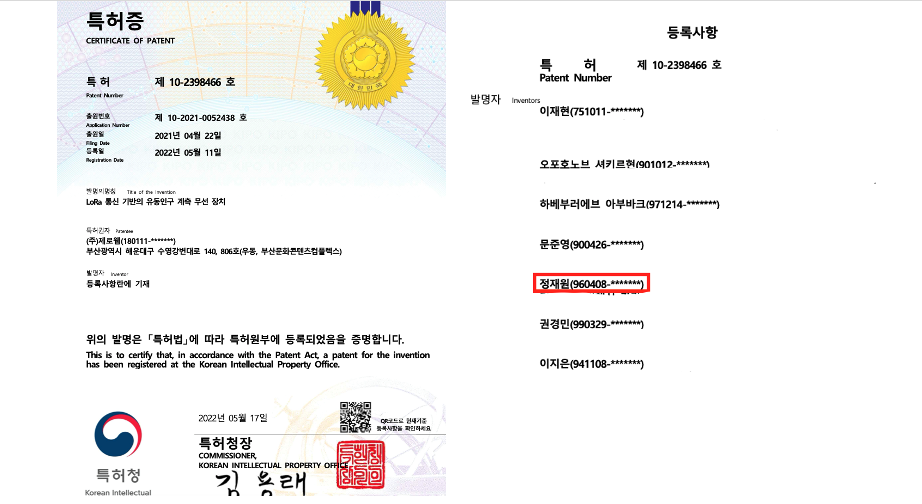 특허증
CERTIFICATE OF PATENT
특 허
Patent Number
제 10-2398466 호
출원번호
Application Number
제 10-2021-0052438 호
출원일
Filing Date
2021년 04월 22일
등록일
Registration Date
2022년 05월 11일
발명의명칭 Title of the Invention
LoRa 통신 기반의 유동인구 계측 우선 장치
특허권자 Patentee
(주)제로웹(180111-*******)
부산광역시 해운대구 수영강변대로 140, 806호(우동, 부산문화콘텐츠컴플렉스)
발명자 Inventor
등록사항란에 기재
위의 발명은 「특허법」에 따라 특허원부에 등록되었음을 증명합니다.
This is to certify that, in accordance with the Patent Act, a patent for the invention
has been registered at the Korean Intellectual Property Office.
2022년 05월 17일
QR코드로 현재기준
등록사항을 확인하세요
특허청장
COMMISSIONER,
KOREAN INTELLECTUAL PROPERTY OFFICE
김용래
특허청
Korean Intellectual
대한민국
등록사항
특 허
Patent Number
제 10-2398466 호
발명자 Inventors
이재현(751011-*******)
오포호노브 셔키르현(901012-*******)
하베부러에브 아부바크(971214-*******)
문준영(900426-*******)
정재원(960408-*******)
권경민(990329-*******)
이지은(941108-*******)